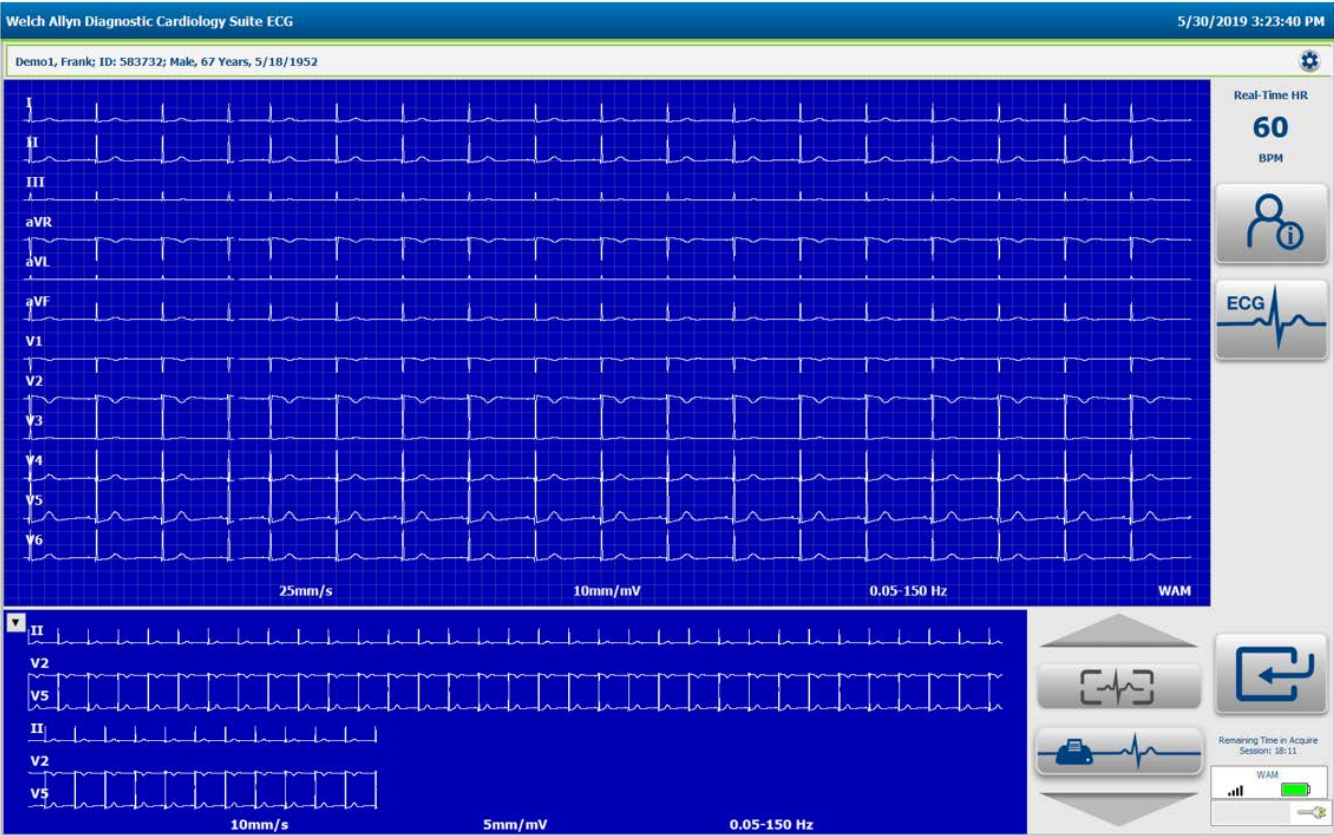 Welch Allyn Diagnostic Cardiology Suite ECG 5/30/2019 3:23:40 PM
Demo1, Frank; ID: 583732; Male, 67 Years, 5/18/1952
I
II
III
aVR
aVL
aVF
V1
V2
V3
V4
V5
V6
25mm/s 10mm/mV 0.05-150 Hz WAM
Real-Time HR
60
BPM
ECG
II
V2
V5
II
V2
V5
10mm/s 5mm/mV 0.05-150 Hz
Remaining Time in Acquire
Session: 18:11
WAM: